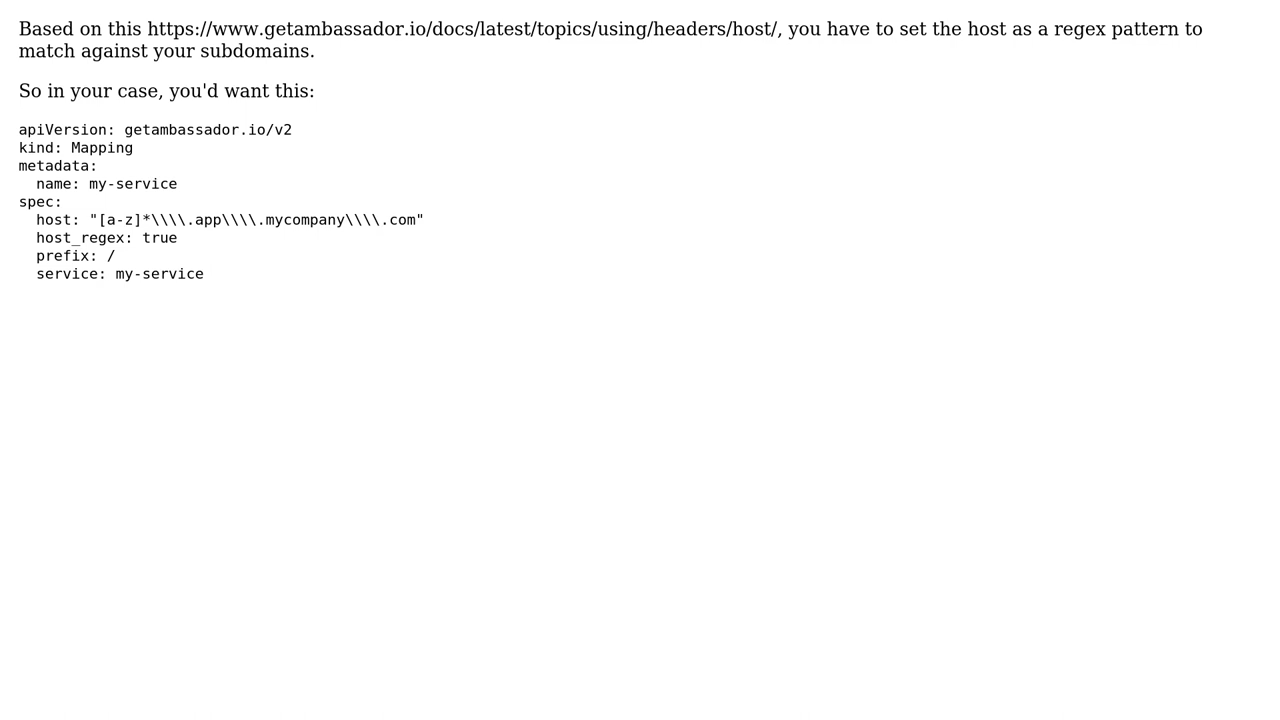 Based on this https://www.getambassador.io/docs/latest/topics/using/headers/host/, you have to set the host as a regex pattern to
match against your subdomains.
So in your case, you'd want this:
apiVersion: getambassador.io/v2
kind: Mapping
metadata:
  name: my-service
spec:
  host: "[a-z]*\\\\.app\\\\.mycompany\\\\.com"
  host_regex: true
  prefix: /
  service: my-service